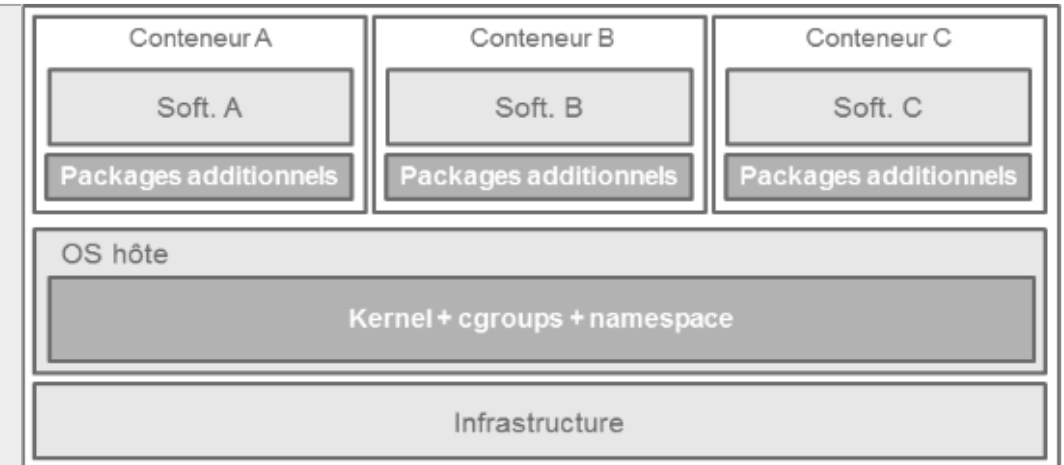 Conteneur A
Conteneur B
Conteneur C
Soft. A
Soft. B
Soft. C
Packages additionnels
Packages additionnels
Packages additionnels
OS hôte
Kernel + cgroups + namespace
Infrastructure